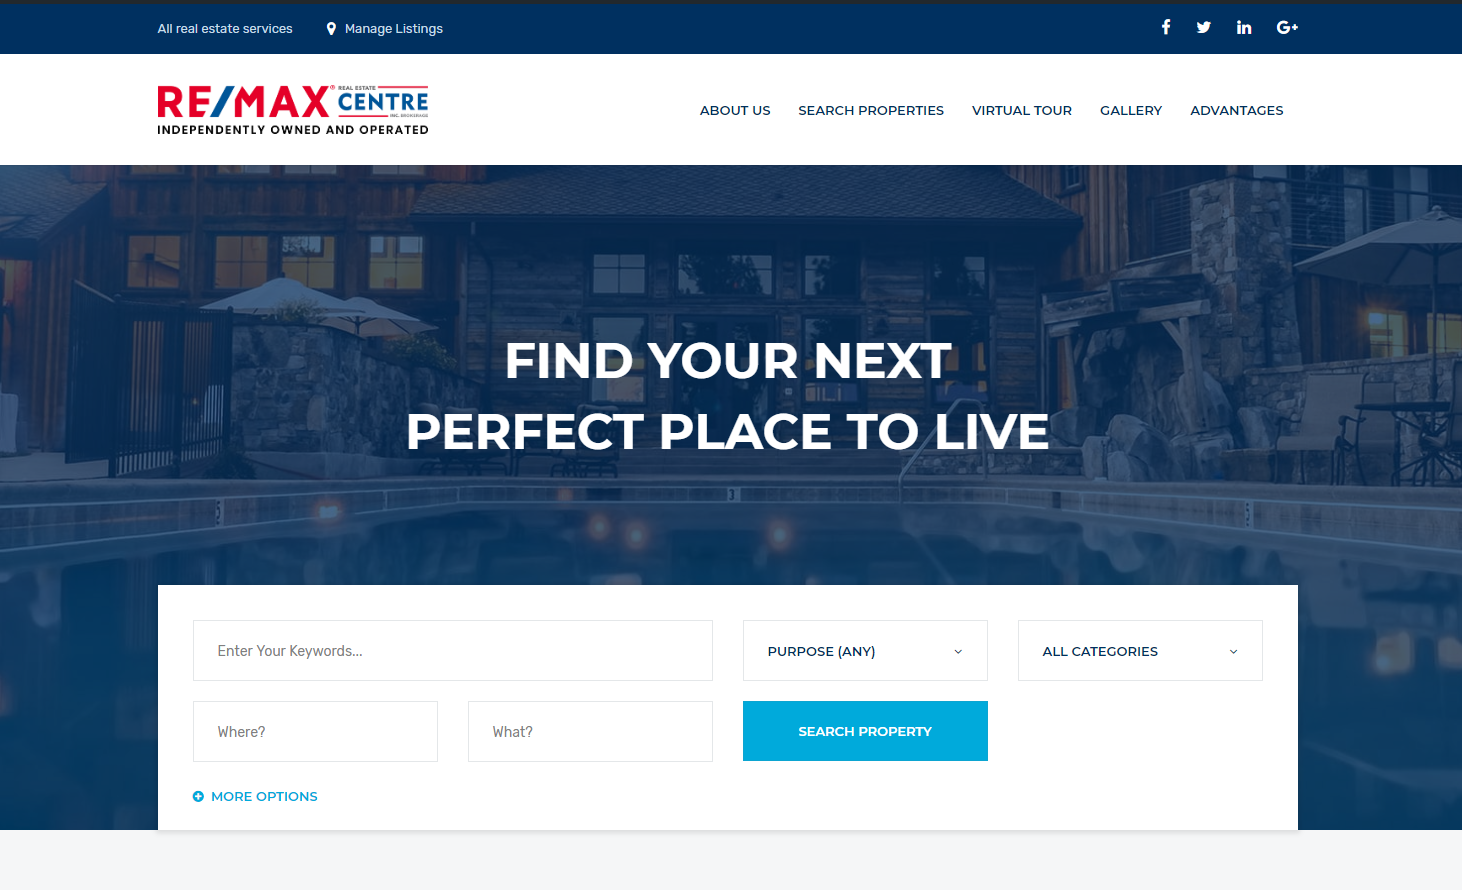 All real estate services
Manage Listings
RE/MAX® REAL ESTATE CENTRE INC. BROKERAGE
INDEPENDENTLY OWNED AND OPERATED
ABOUT US SEARCH PROPERTIES VIRTUAL TOUR GALLERY ADVANTAGES
FIND YOUR NEXT
PERFECT PLACE TO LIVE
Enter Your Keywords...
PURPOSE (ANY)
ALL CATEGORIES
Where?
What?
SEARCH PROPERTY
MORE OPTIONS